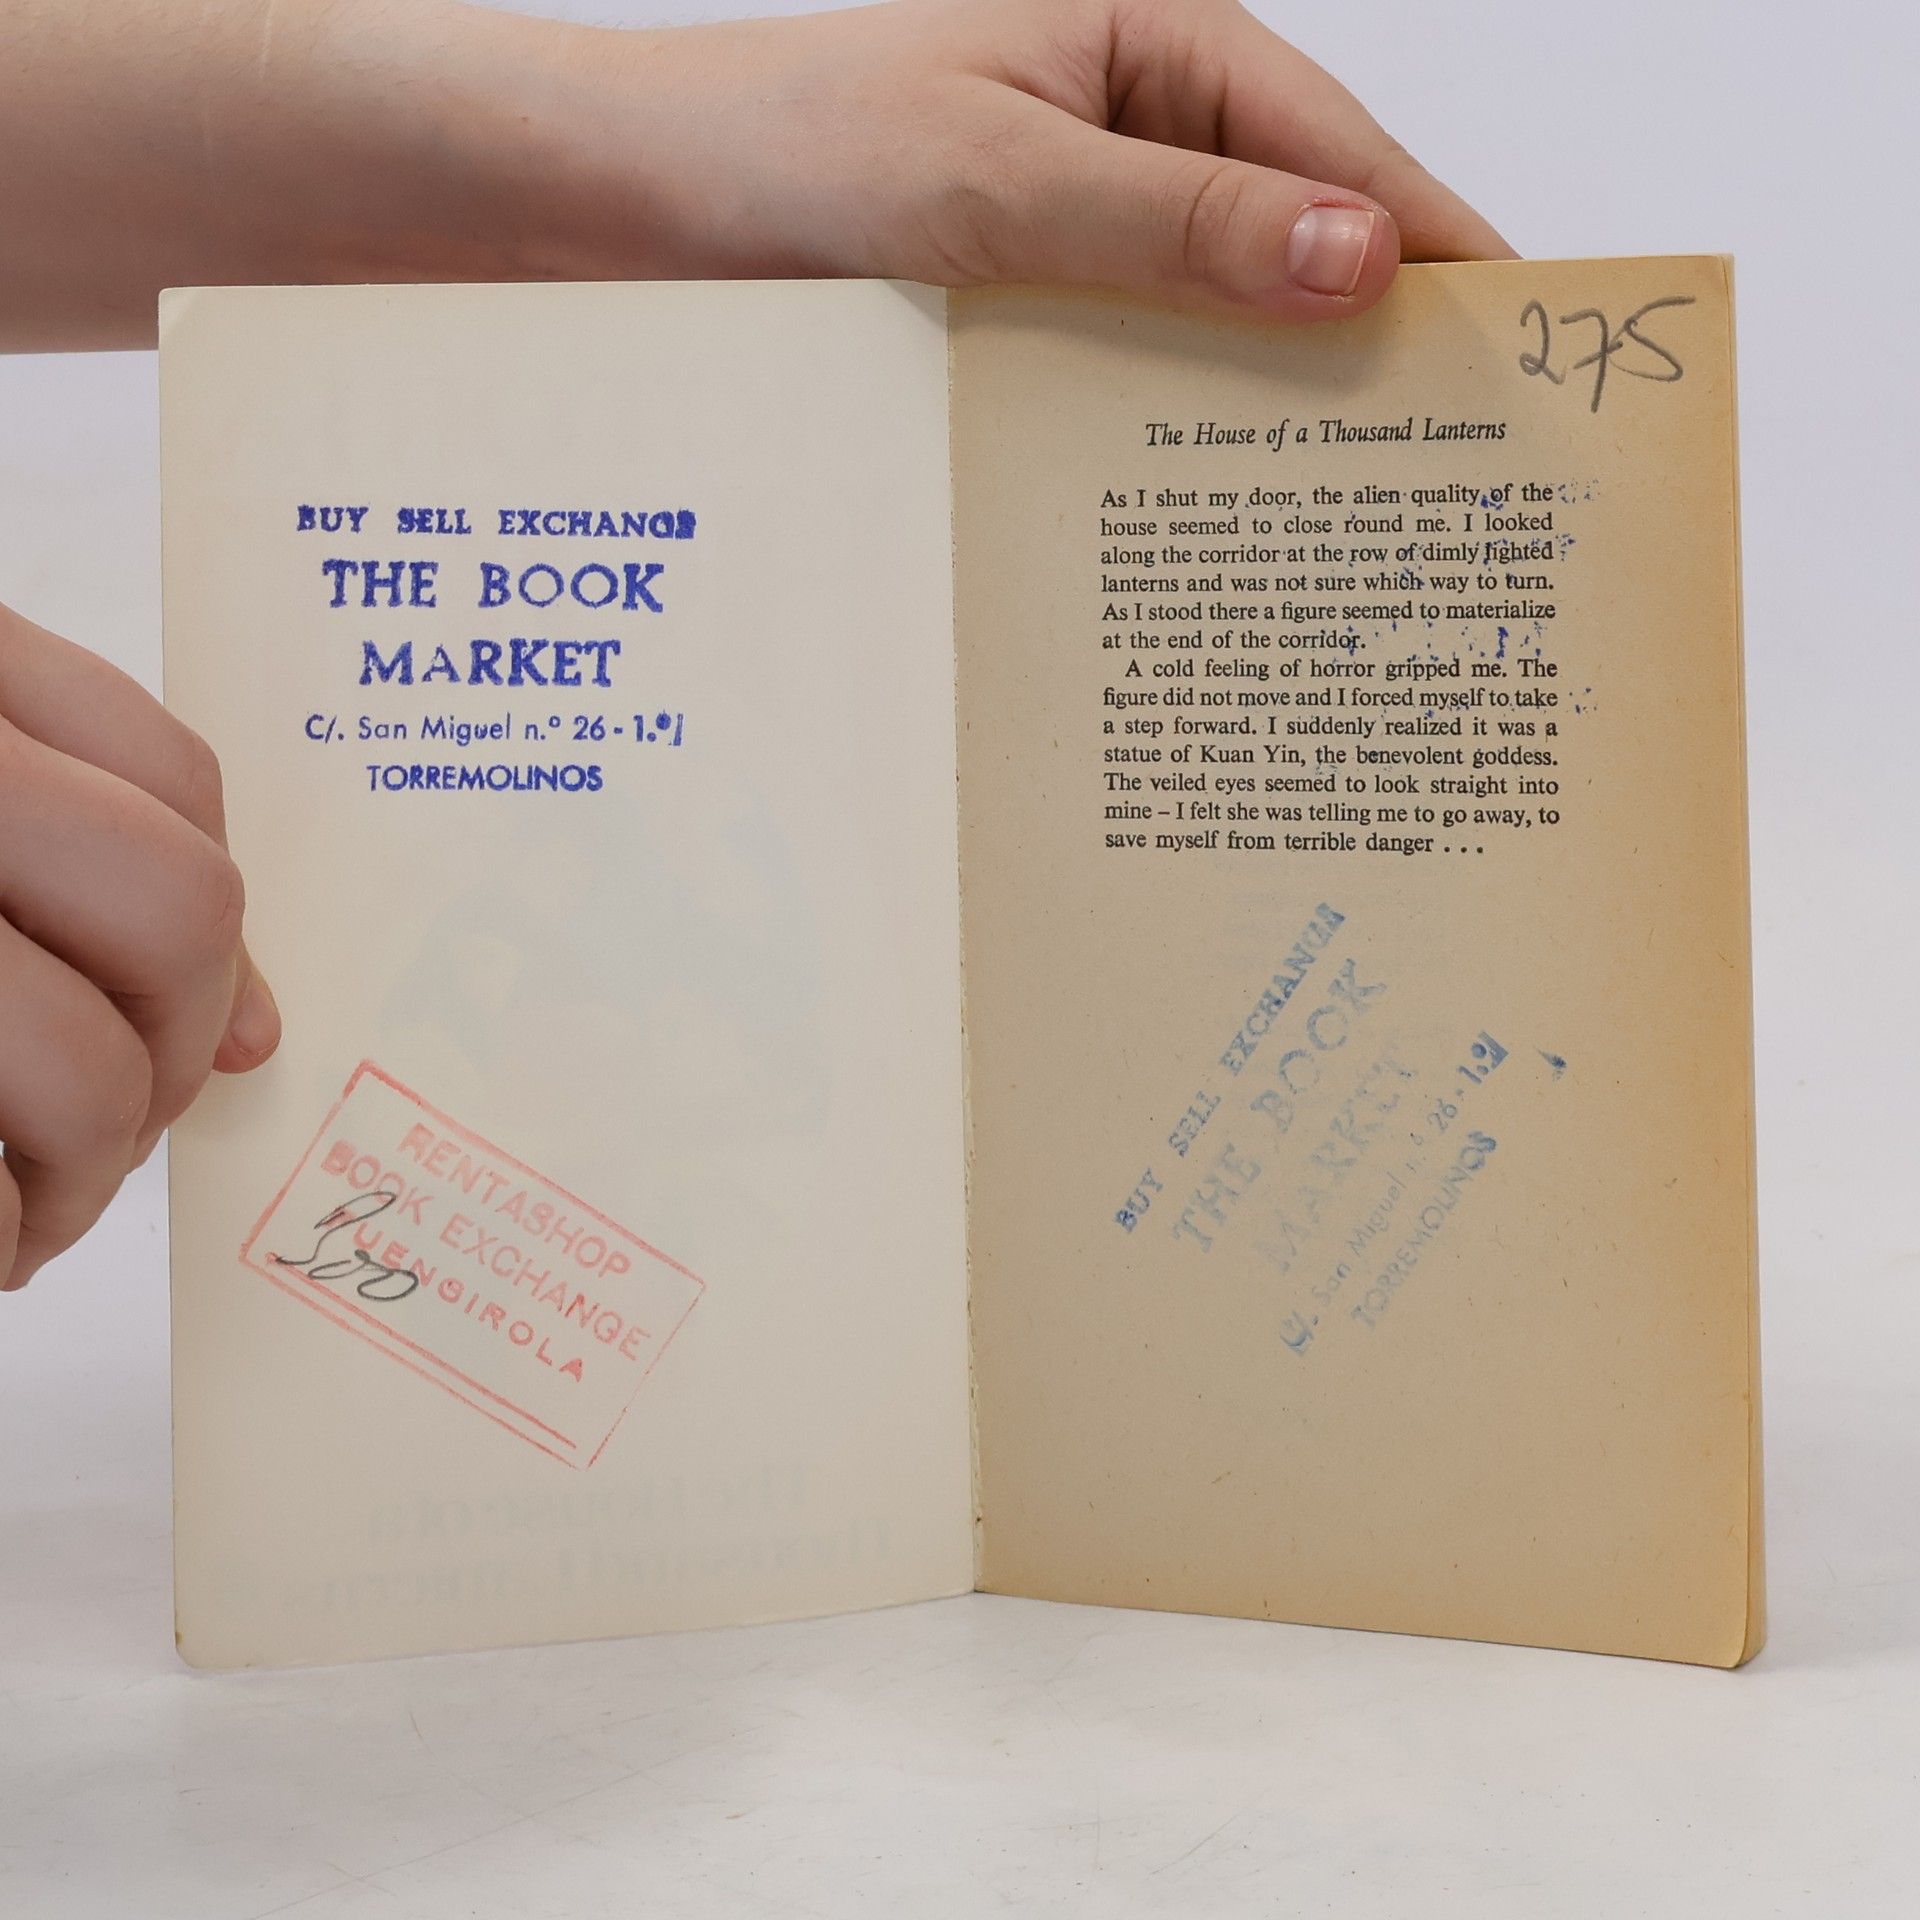 BUY SELL EXCHANGE
THE BOOK
MARKET
C/. San Miguel n.º 26 - 1.º
TORREMOLINOS
RENTASHOP
BOOK EXCHANGE
FUENGIROLA
300
275
The House of a Thousand Lanterns
As I shut my door, the alien quality of the
house seemed to close round me. I looked
along the corridor at the row of dimly lighted
lanterns and was not sure which way to turn.
As I stood there a figure seemed to materialize
at the end of the corridor.
A cold feeling of horror gripped me. The
figure did not move and I forced myself to take
a step forward. I suddenly realized it was a
statue of Kuan Yin, the benevolent goddess.
The veiled eyes seemed to look straight into
mine – I felt she was telling me to go away, to
save myself from terrible danger . . .
BUY SELL EXCHANGE
THE BOOK
MARKET
C/. San Miguel n.º 26 - 1.º
TORREMOLINOS